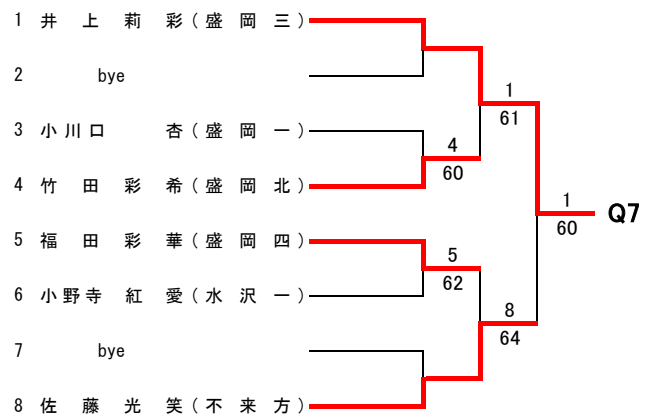 1 井 上 莉 彩 ( 盛 岡 三 )
2 bye
3 小 川 口 杏 ( 盛 岡 一 )
4 竹 田 彩 希 ( 盛 岡 北 )
5 福 田 彩 華 ( 盛 岡 四 )
6 小 野 寺 紅 愛 ( 水 沢 一 )
7 bye
8 佐 藤 光 笑 ( 不 来 方 )
4
60
5
62
1
61
8
64
1
60
Q7